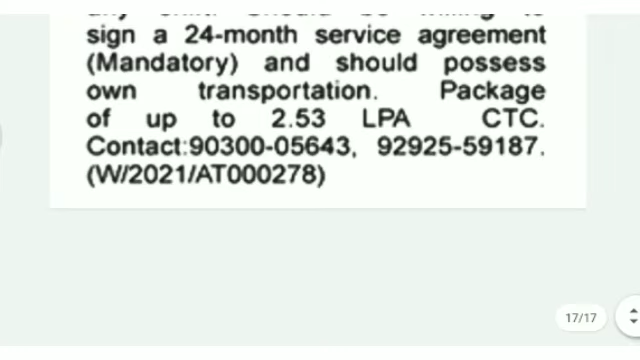 sign a 24-month service agreement
(Mandatory) and should possess
own transportation. Package
of up to 2.53 LPA CTC.
Contact:90300-05643, 92925-59187.
(W/2021/AT000278)
17/17